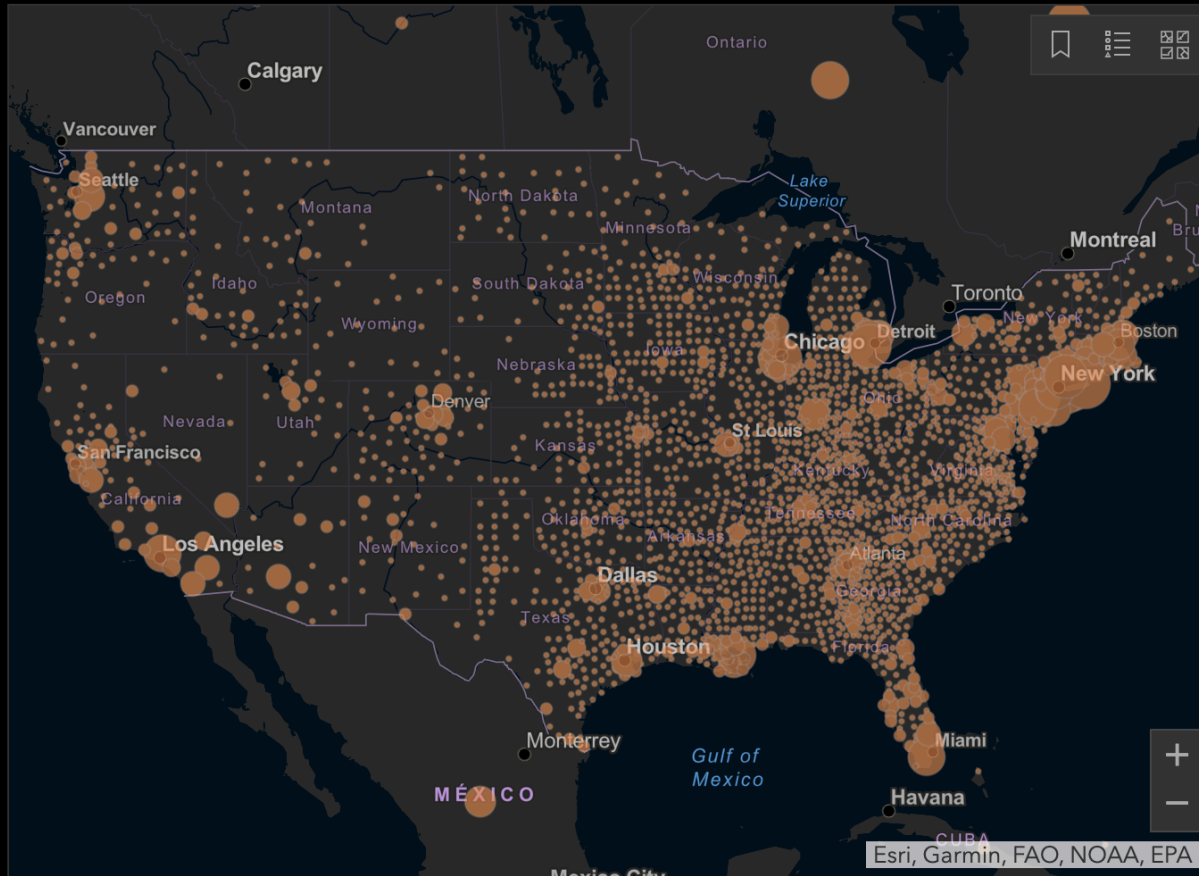 Ontario
Calgary
Vancouver
Seattle
Lake
Superior
North Dakota
Montana
Minnesota
Montreal
Bru
Wisconsin
South Dakota
Idaho
Oregon
Toronto
New York
Wyoming
Detroit
Boston
Chicago
Iowa
Nebraska
New York
Denver
Ohio
Nevada
Utah
St Louis
Kansas
San Francisco
Kentucky
Virginia
California
Tennessee
Oklahoma
North Carolina
Arkansas
Los Angeles
New Mexico
Atlanta
Dallas
Georgia
Texas
Houston
Florida
Monterrey
Miami
Gulf of
Mexico
MÉXICO
Havana
CUBA
Esri, Garmin, FAO, NOAA, EPA
Mexico City